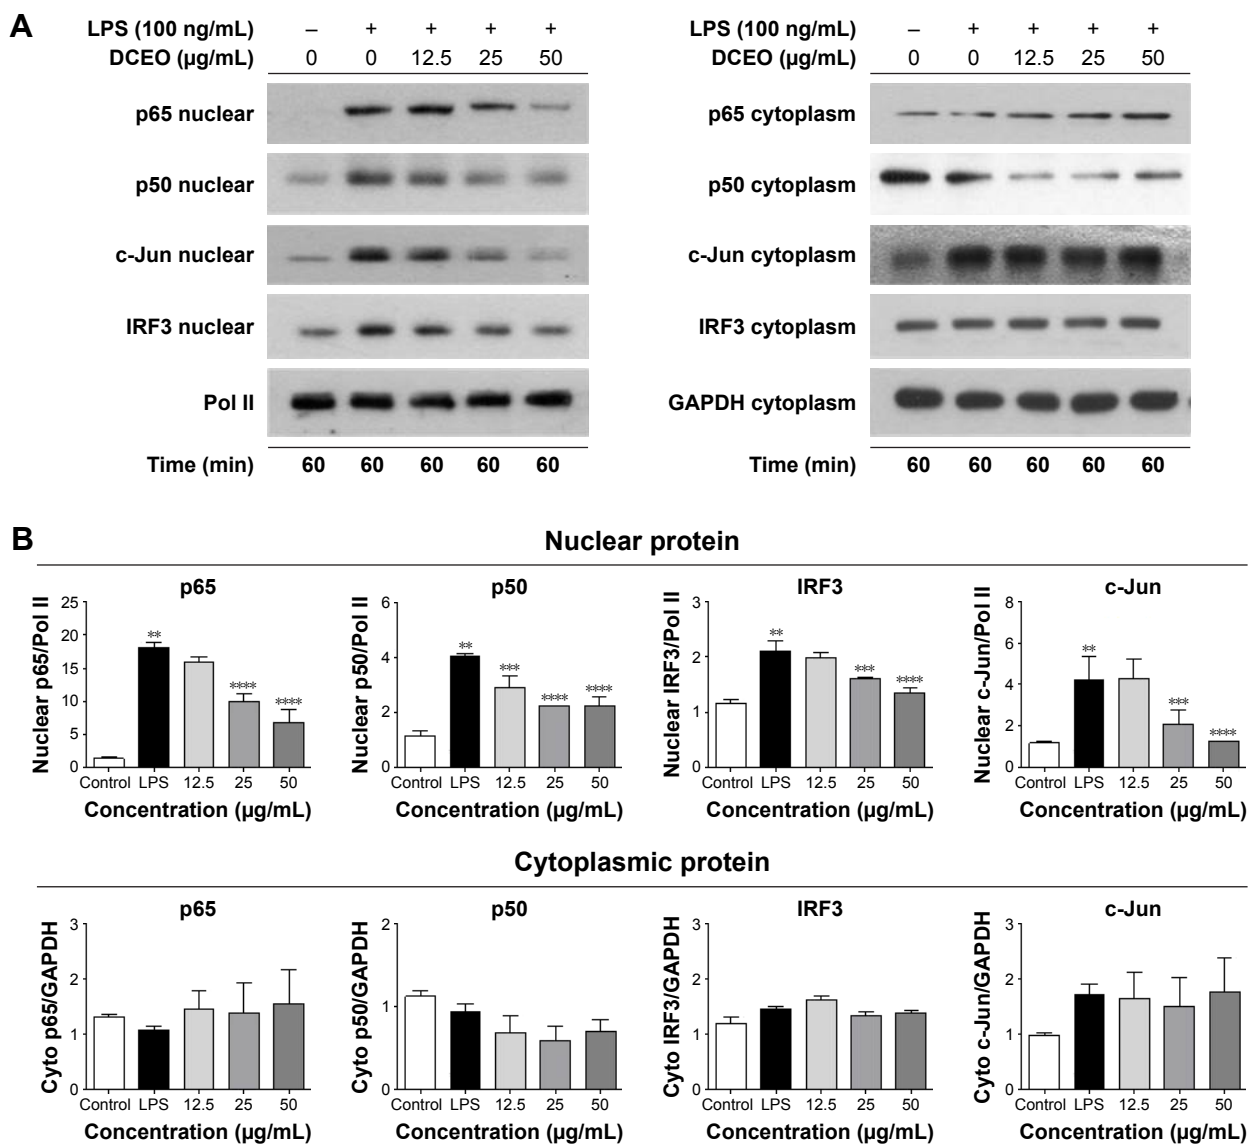 A
LPS (100 ng/mL) – + + + +
DCEO (µg/mL) 0 0 12.5 25 50
p65 nuclear
p50 nuclear
c-Jun nuclear
IRF3 nuclear
Pol II
Time (min) 60 60 60 60 60
LPS (100 ng/mL) – + + + +
DCEO (µg/mL) 0 0 12.5 25 50
p65 cytoplasm
p50 cytoplasm
c-Jun cytoplasm
IRF3 cytoplasm
GAPDH cytoplasm
Time (min) 60 60 60 60 60
B
Nuclear protein
p65
Nuclear p65/Pol II
25
20
15
10
5
0
**
****
****
Control LPS 12.5 25 50
Concentration (µg/mL)
p50
Nuclear p50/Pol II
6
4
2
0
**
***
****
****
Control LPS 12.5 25 50
Concentration (µg/mL)
IRF3
Nuclear IRF3/Pol II
3
2
1
0
**
***
****
Control LPS 12.5 25 50
Concentration (µg/mL)
c-Jun
Nuclear c-Jun/Pol II
8
6
4
2
0
**
***
****
Control LPS 12.5 25 50
Concentration (µg/mL)
Cytoplasmic protein
p65
Cyto p65/GAPDH
3
2
1
0
Control LPS 12.5 25 50
Concentration (µg/mL)
p50
Cyto p50/GAPDH
2
1
0
Control LPS 12.5 25 50
Concentration (µg/mL)
IRF3
Cyto IRF3/GAPDH
3
2
1
0
Control LPS 12.5 25 50
Concentration (µg/mL)
c-Jun
Cyto c-Jun/GAPDH
3
2
1
0
Control LPS 12.5 25 50
Concentration (µg/mL)